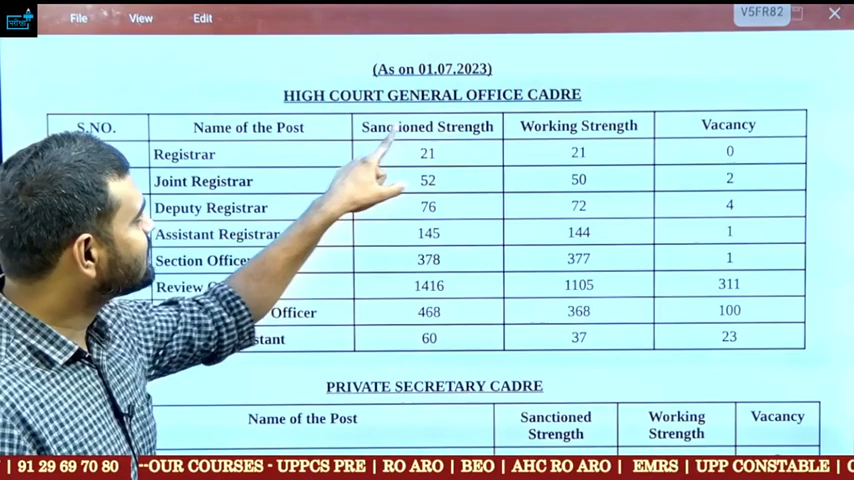 परीक्षा
File View Edit V5FR82
(As on 01.07.2023)
HIGH COURT GENERAL OFFICE CADRE
S.NO. Name of the Post Sanctioned Strength Working Strength Vacancy
Registrar 21 21 0
Joint Registrar 52 50 2
Deputy Registrar 76 72 4
Assistant Registrar 145 144 1
Section Officer 378 377 1
Review 1416 1105 311
Officer 468 368 100
60 37 23
PRIVATE SECRETARY CADRE
Name of the Post Sanctioned Strength Working Strength Vacancy
| 91 29 69 70 80 --OUR COURSES - UPPCS PRE | RO ARO | BEO | AHC RO ARO | EMRS | UPP CONSTABLE |